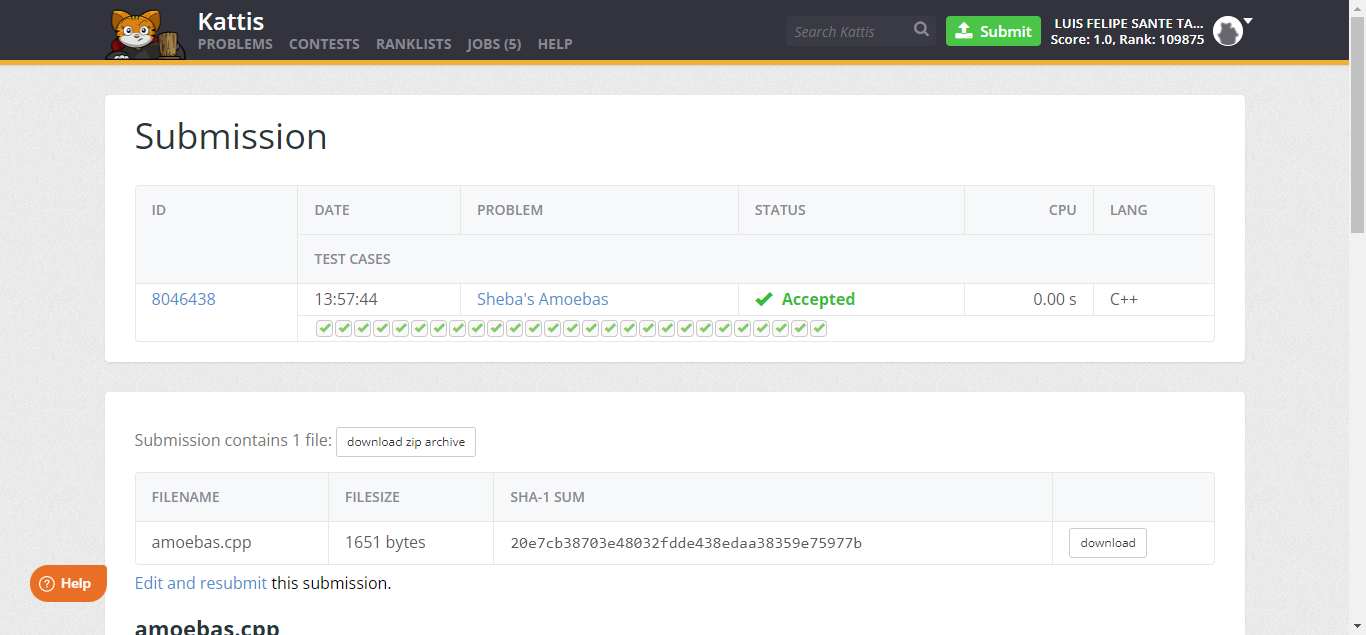 Kattis
PROBLEMS CONTESTS RANKLISTS JOBS (5) HELP
Search Kattis
Submit
LUIS FELIPE SANTE TA...
Score: 1.0, Rank: 109875
Submission
ID DATE PROBLEM STATUS CPU LANG
TEST CASES
8046438 13:57:44 Sheba's Amoebas Accepted 0.00 s C++
Submission contains 1 file: download zip archive
FILENAME FILESIZE SHA-1 SUM
amoebas.cpp 1651 bytes 20e7cb38703e48032fdde438edaa38359e75977b download
Help
Edit and resubmit this submission.
amoebas.cpp